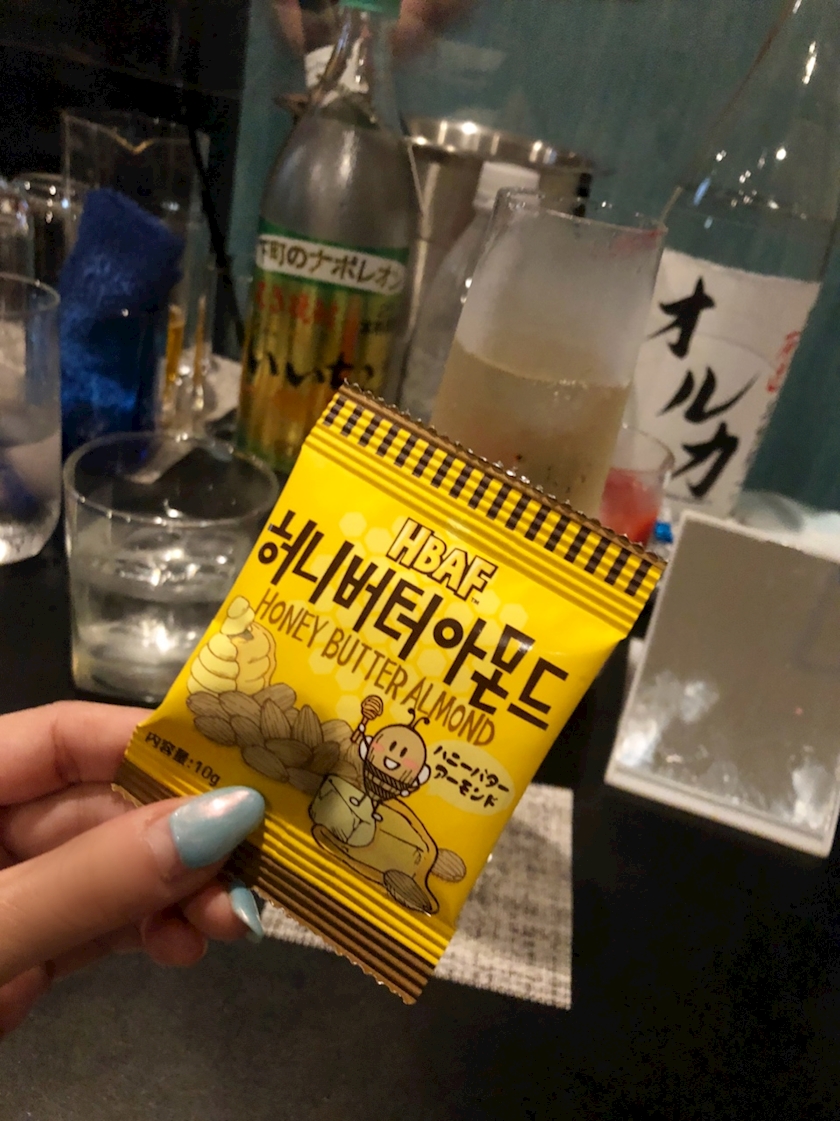 下町のナポレオン
いいち
オルカ
HBAF
허니버터아몬드
HONEY BUTTER ALMOND
ハニーバター
アーモンド
内容量:10g